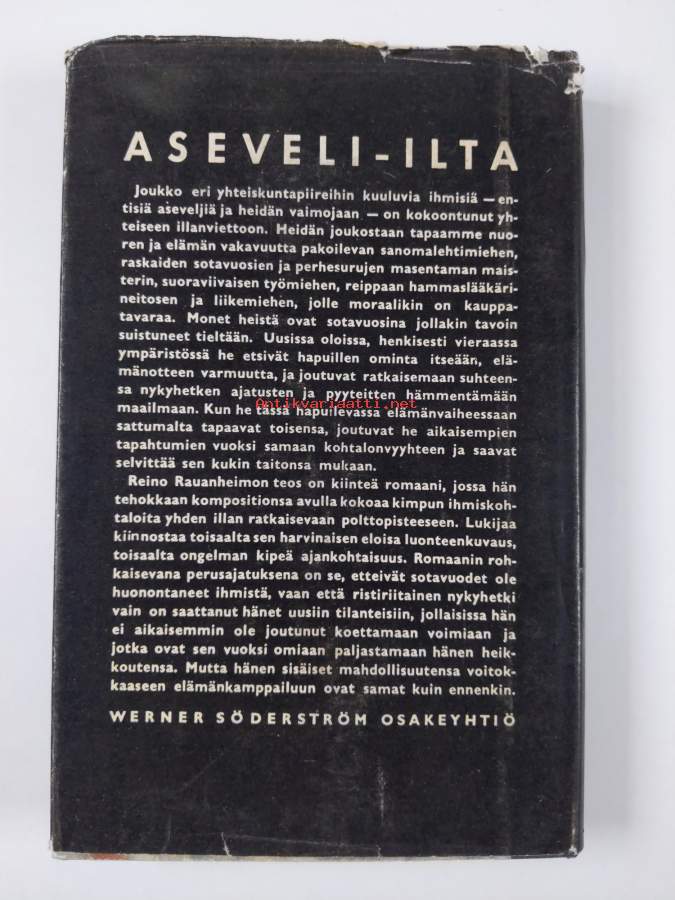 ASEVELI-ILTA
Joukko eri yhteiskuntapiireihin kuuluvia ihmisiä — en-
tisiä aseveljiä ja heidän vaimojaan — on kokoontunut yh-
teiseen illanviettoon. Heidän joukostaan tapaamme nuo-
ren ja elämän vakavuutta pakoilevan sanomalehtimiehen,
raskaiden sotavuosien ja perhesurujen masentaman mais-
terin, suoraviivaisen työmiehen, reippaan hammaslääkäri-
neitosen ja liikemiehen, jolle moraalikin on kauppa-
tavaraa. Monet heistä ovat sotavuosina jollakin tavoin
suistuneet tieltään. Uusissa oloissa, henkisesti vieraassa
ympäristössä he etsivät hapuillen ominta itseään, elä-
mänotteen varmuutta, ja joutuvat ratkaisemaan suhteen-
sa nykyhetken ajatusten ja pyyteitten hämmentämään
maailmaan. Kun he tässä hapuilevassa elämänvaiheessaan
Antikvariaatti.net
sattumalta tapaavat toisensa, joutuvat he aikaisempien
tapahtumien vuoksi samaan kohtalonvyyhteen ja saavat
selvittää sen kukin taitonsa mukaan.
Reino Rauanheimon teos on kiinteä romaani, jossa hän
tehokkaan kompositionsa avulla kokoaa kimpun ihmiskoh-
taloita yhden illan ratkaisevaan polttopisteeseen. Lukijaa
kiinnostaa toisaalta sen harvinaisen eloisa luonteenkuvaus,
toisaalta ongelman kipeä ajankohtaisuus. Romaanin roh-
kaisevana perusajatuksena on se, etteivät sotavuodet ole
huonontaneet ihmistä, vaan että ristiriitainen nykyhetki
vain on saattanut hänet uusiin tilanteisiin, jollaisissa hän
ei aikaisemmin ole joutunut koettamaan voimiaan ja
jotka ovat sen vuoksi omiaan paljastamaan hänen heik-
koutensa. Mutta hänen sisäiset mahdollisuutensa voitok-
kaaseen elämänkamppailuun ovat samat kuin ennenkin.
WERNER SÖDERSTRÖM OSAKEYHTIÖ